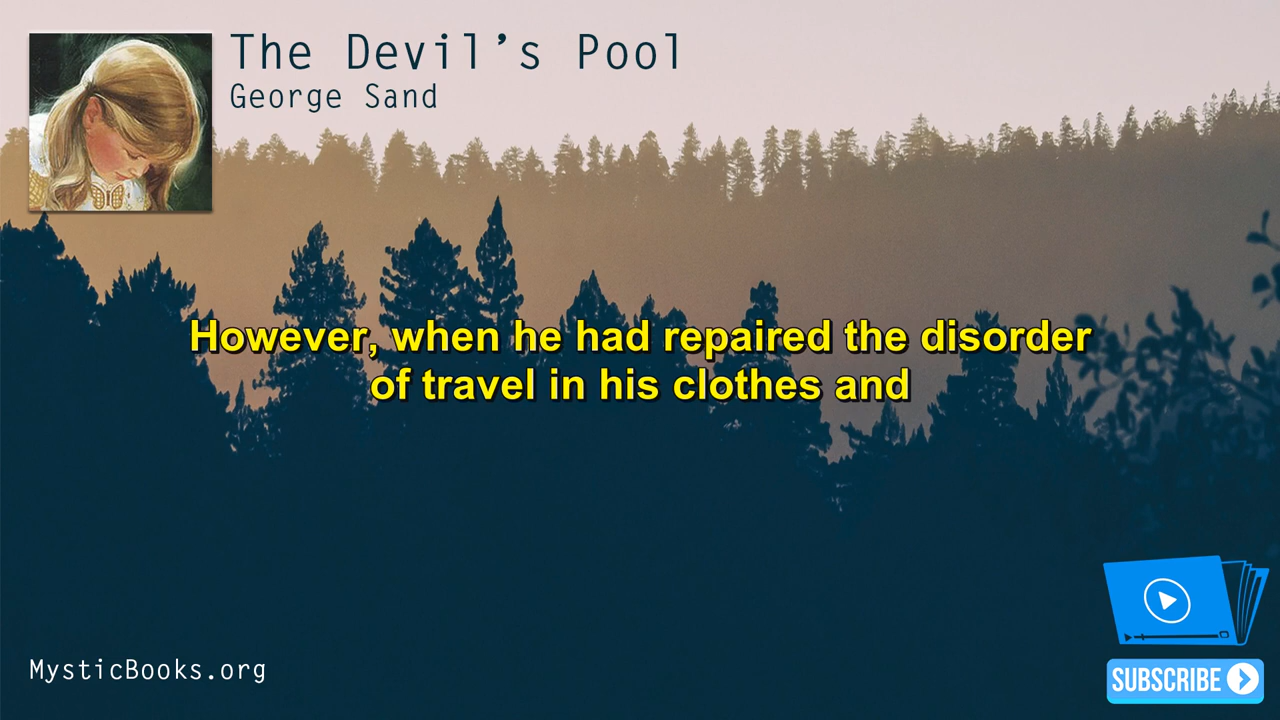 The Devil's Pool
George Sand
However, when he had repaired the disorder
of travel in his clothes and
MysticBooks.org
SUBSCRIBE